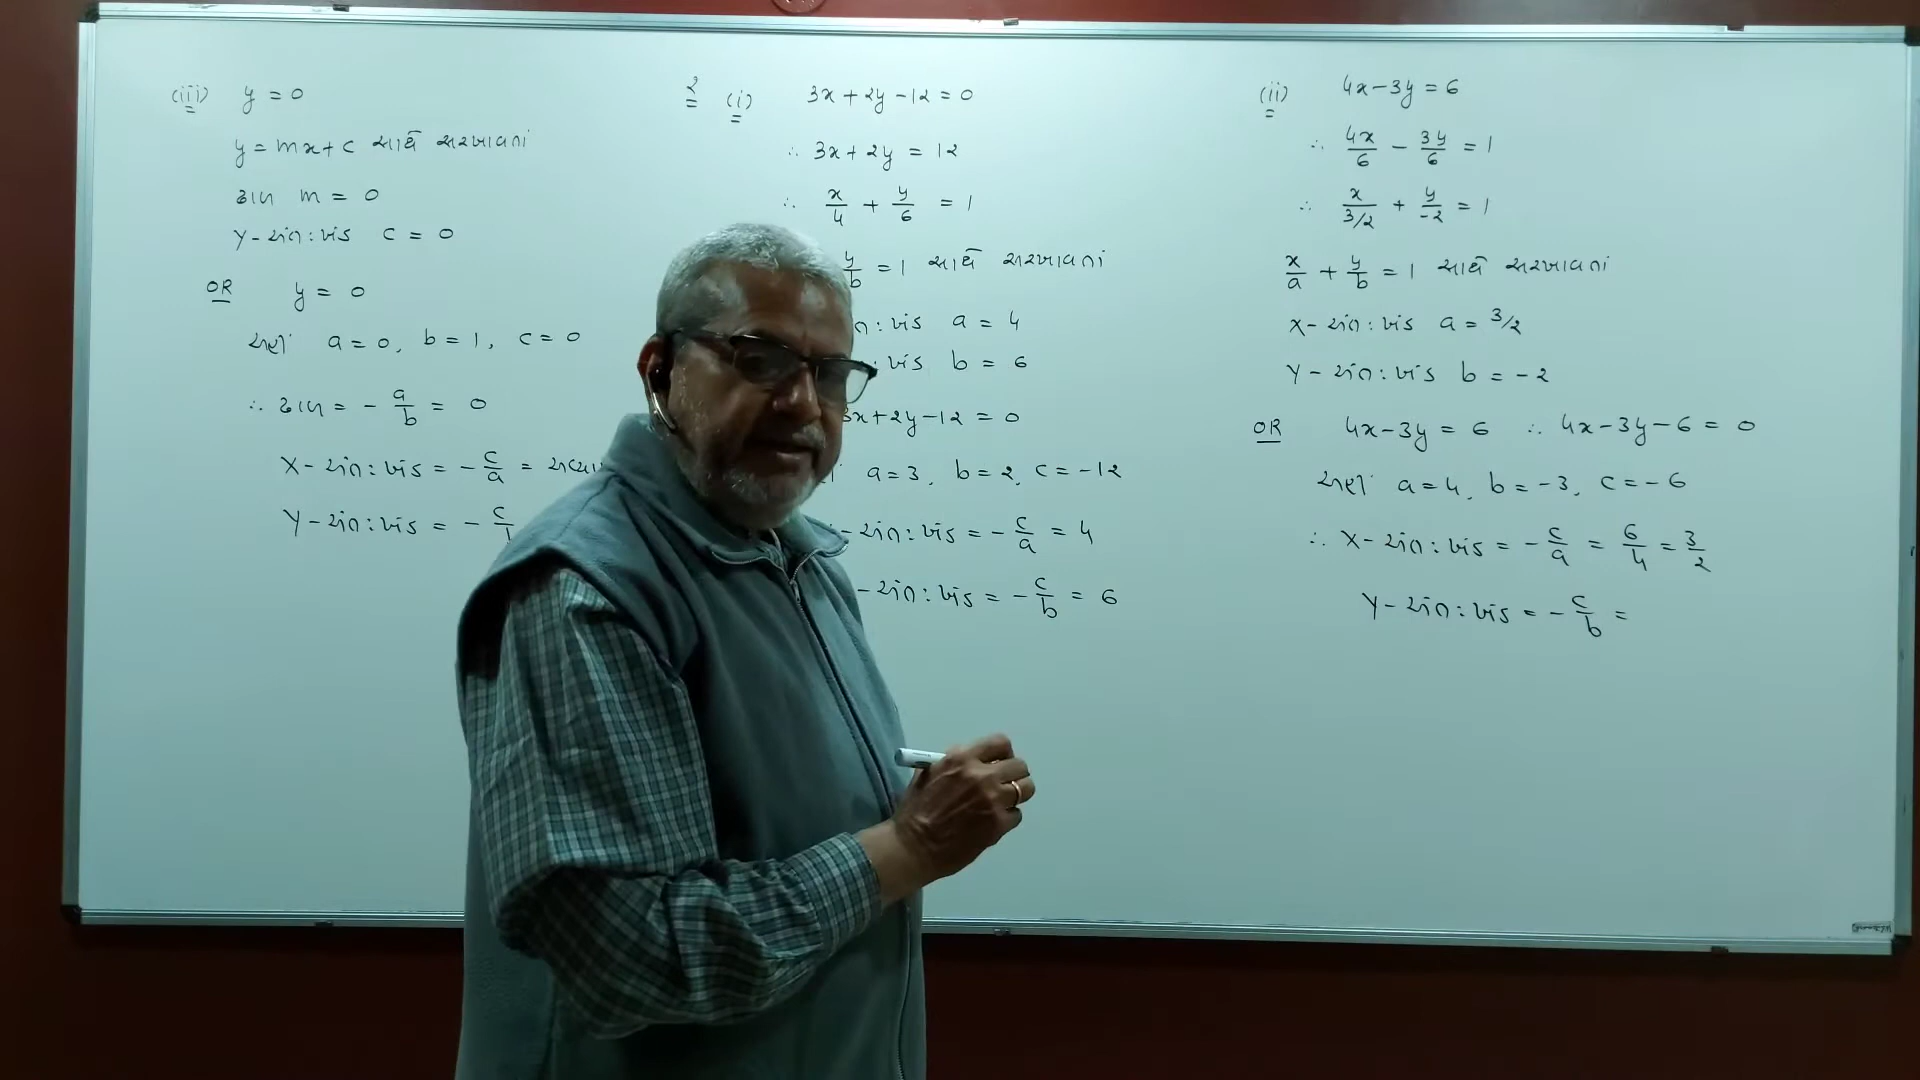 (iii) y = 0
y = mx + c સાથે સરખાવતાં
ઢાળ m = 0
Y-અંત:ખંડ c = 0
OR y = 0
અહીં a = 0, b = 1, c = 0
∴ ઢાળ = - a/b = 0
X-અંત:ખંડ = - c/a =
Y-અંત:ખંડ = - c
2 (i) 3x + 2y - 12 = 0
∴ 3x + 2y = 12
∴ x/4 + y/6 = 1
y/b = 1 સાથે સરખાવતાં
ત:ખંડ a = 4
:ખંડ b = 6
3x + 2y - 12 = 0
a = 3, b = 2, c = -12
-અંત:ખંડ = - c/a = 4
-અંત:ખંડ = - c/b = 6
(ii) 4x - 3y = 6
∴ 4x/6 - 3y/6 = 1
∴ x/3/2 + y/-2 = 1
x/a + y/b = 1 સાથે સરખાવતાં
X-અંત:ખંડ a = 3/2
Y-અંત:ખંડ b = -2
OR 4x - 3y = 6 ∴ 4x - 3y - 6 = 0
અહીં a = 4, b = -3, c = -6
∴ X-અંત:ખંડ = - c/a = 6/4 = 3/2
Y-અંત:ખંડ = - c/b =